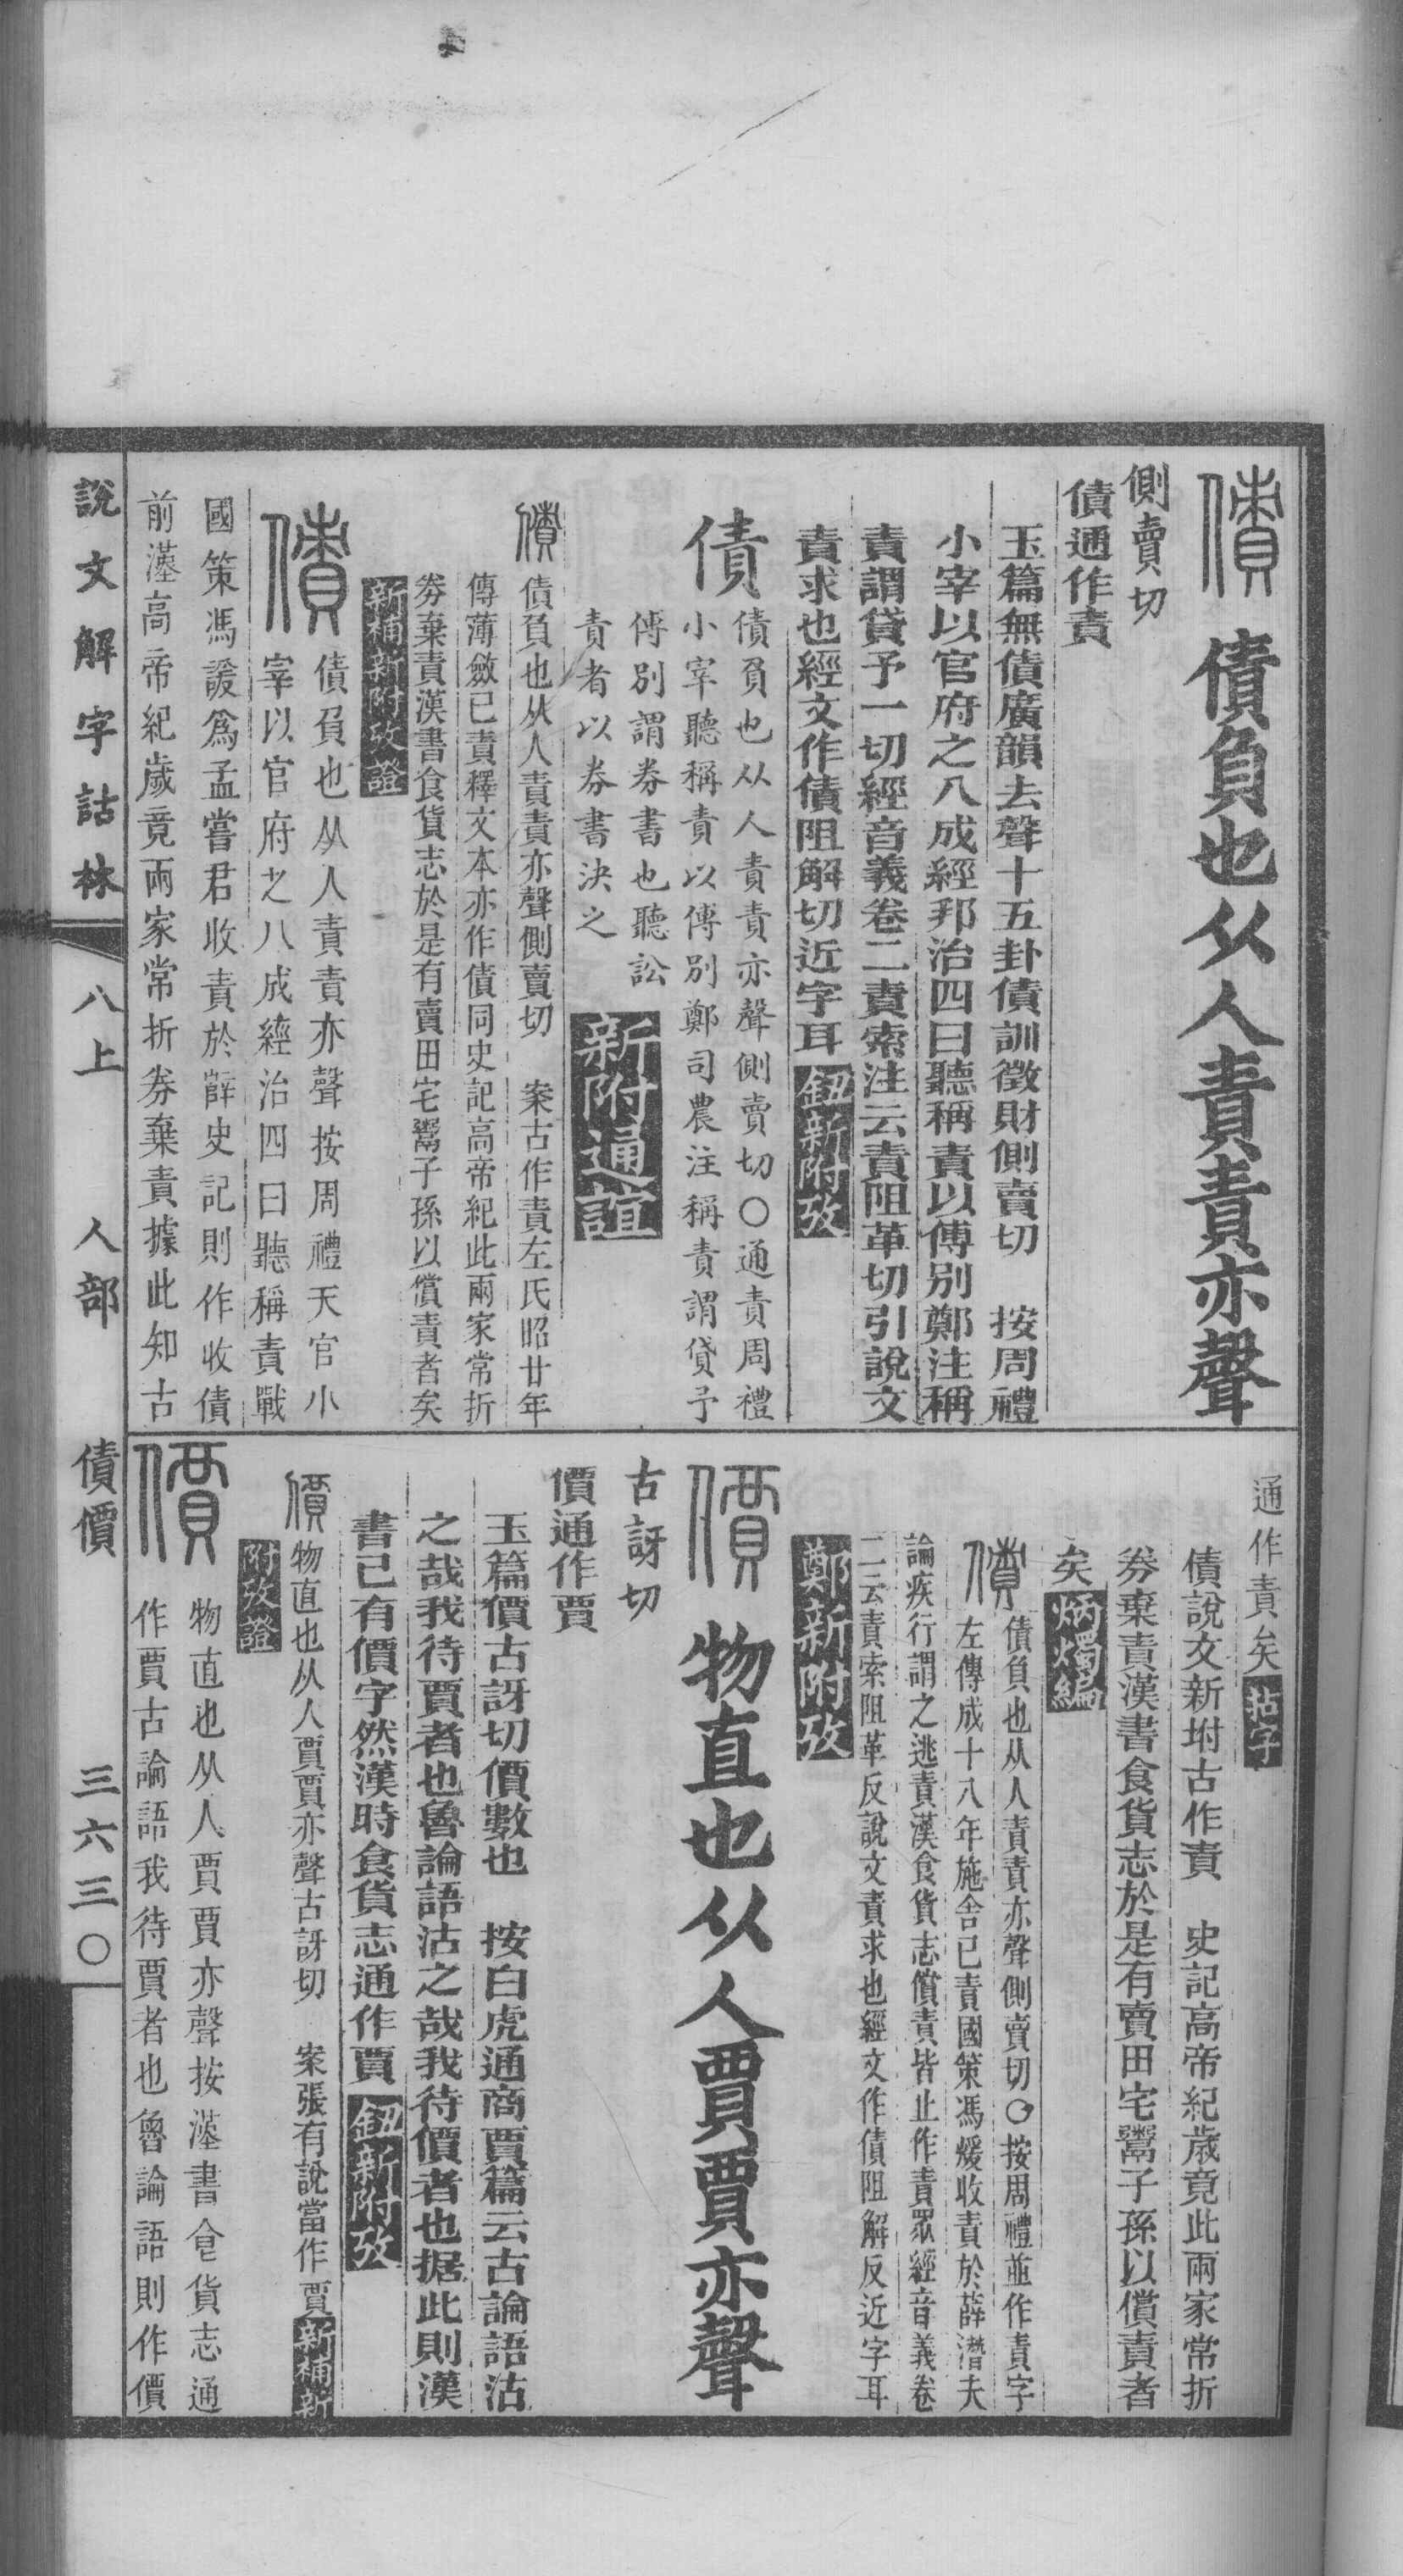 債 債負也从人責責亦聲
側賣切
債通作責
玉篇無債廣韻去聲十五卦債訓徵財側賣切　按周禮
小宰以官府之八成經邦治四曰聽稱責以傅別鄭注稱
責謂貸予一切經音義卷二責索注云責阻革切引說文
責求也經文作債阻解切近字耳 鈕新附攷
債 債負也从人責責亦聲側賣切○通責周禮
小宰聽稱責以傅別鄭司農注稱責謂貸予
傅別謂券書也聽訟
責者以券書決之 新附通誼
債 債負也从人責責亦聲側賣切　案古作責左氏昭廿年
傳薄斂已責釋文本亦作債同史記高帝紀此兩家常折
券棄責漢書食貨志於是有賣田宅鬻子孫以償責者矣
新補新附攷證
債 債負也从人責責亦聲按周禮天官小
宰以官府之八成經治四曰聽稱責戰
國策馮諼爲孟嘗君收責於薛史記則作收債
前漢高帝紀歲竟兩家常折券棄責據此知古
通作責矣 拈字
債說文新坿古作責　史記高帝紀歲竟此兩家常折
券棄責漢書食貨志於是有賣田宅鬻子孫以償責者
矣 炳燭編
債 債負也从人責責亦聲側賣切○按周禮並作責字
左傳成十八年施舍已責國策馮煖收責於薛潛夫
論疾行謂之逃責漢食貨志償責皆止作責眾經音義卷
二云責索阻革反說文責求也經文作債阻解反近字耳
鄭新附攷
價 物直也从人賈賈亦聲
古訝切
價通作賈
玉篇價古訝切價數也　按白虎通商賈篇云古論語沽
之哉我待賈者也魯論語沽之哉我待價者也据此則漢
書已有價字然漢時食貨志通作賈 鈕新附攷
價 物直也从人賈賈亦聲古訝切　案張有說當作賈 新補新
附攷證
價 物直也从人賈賈亦聲按漢書食貨志通
作賈古論語我待賈者也魯論語則作價
說文解字詁林 八上 人部 債價 三六三〇